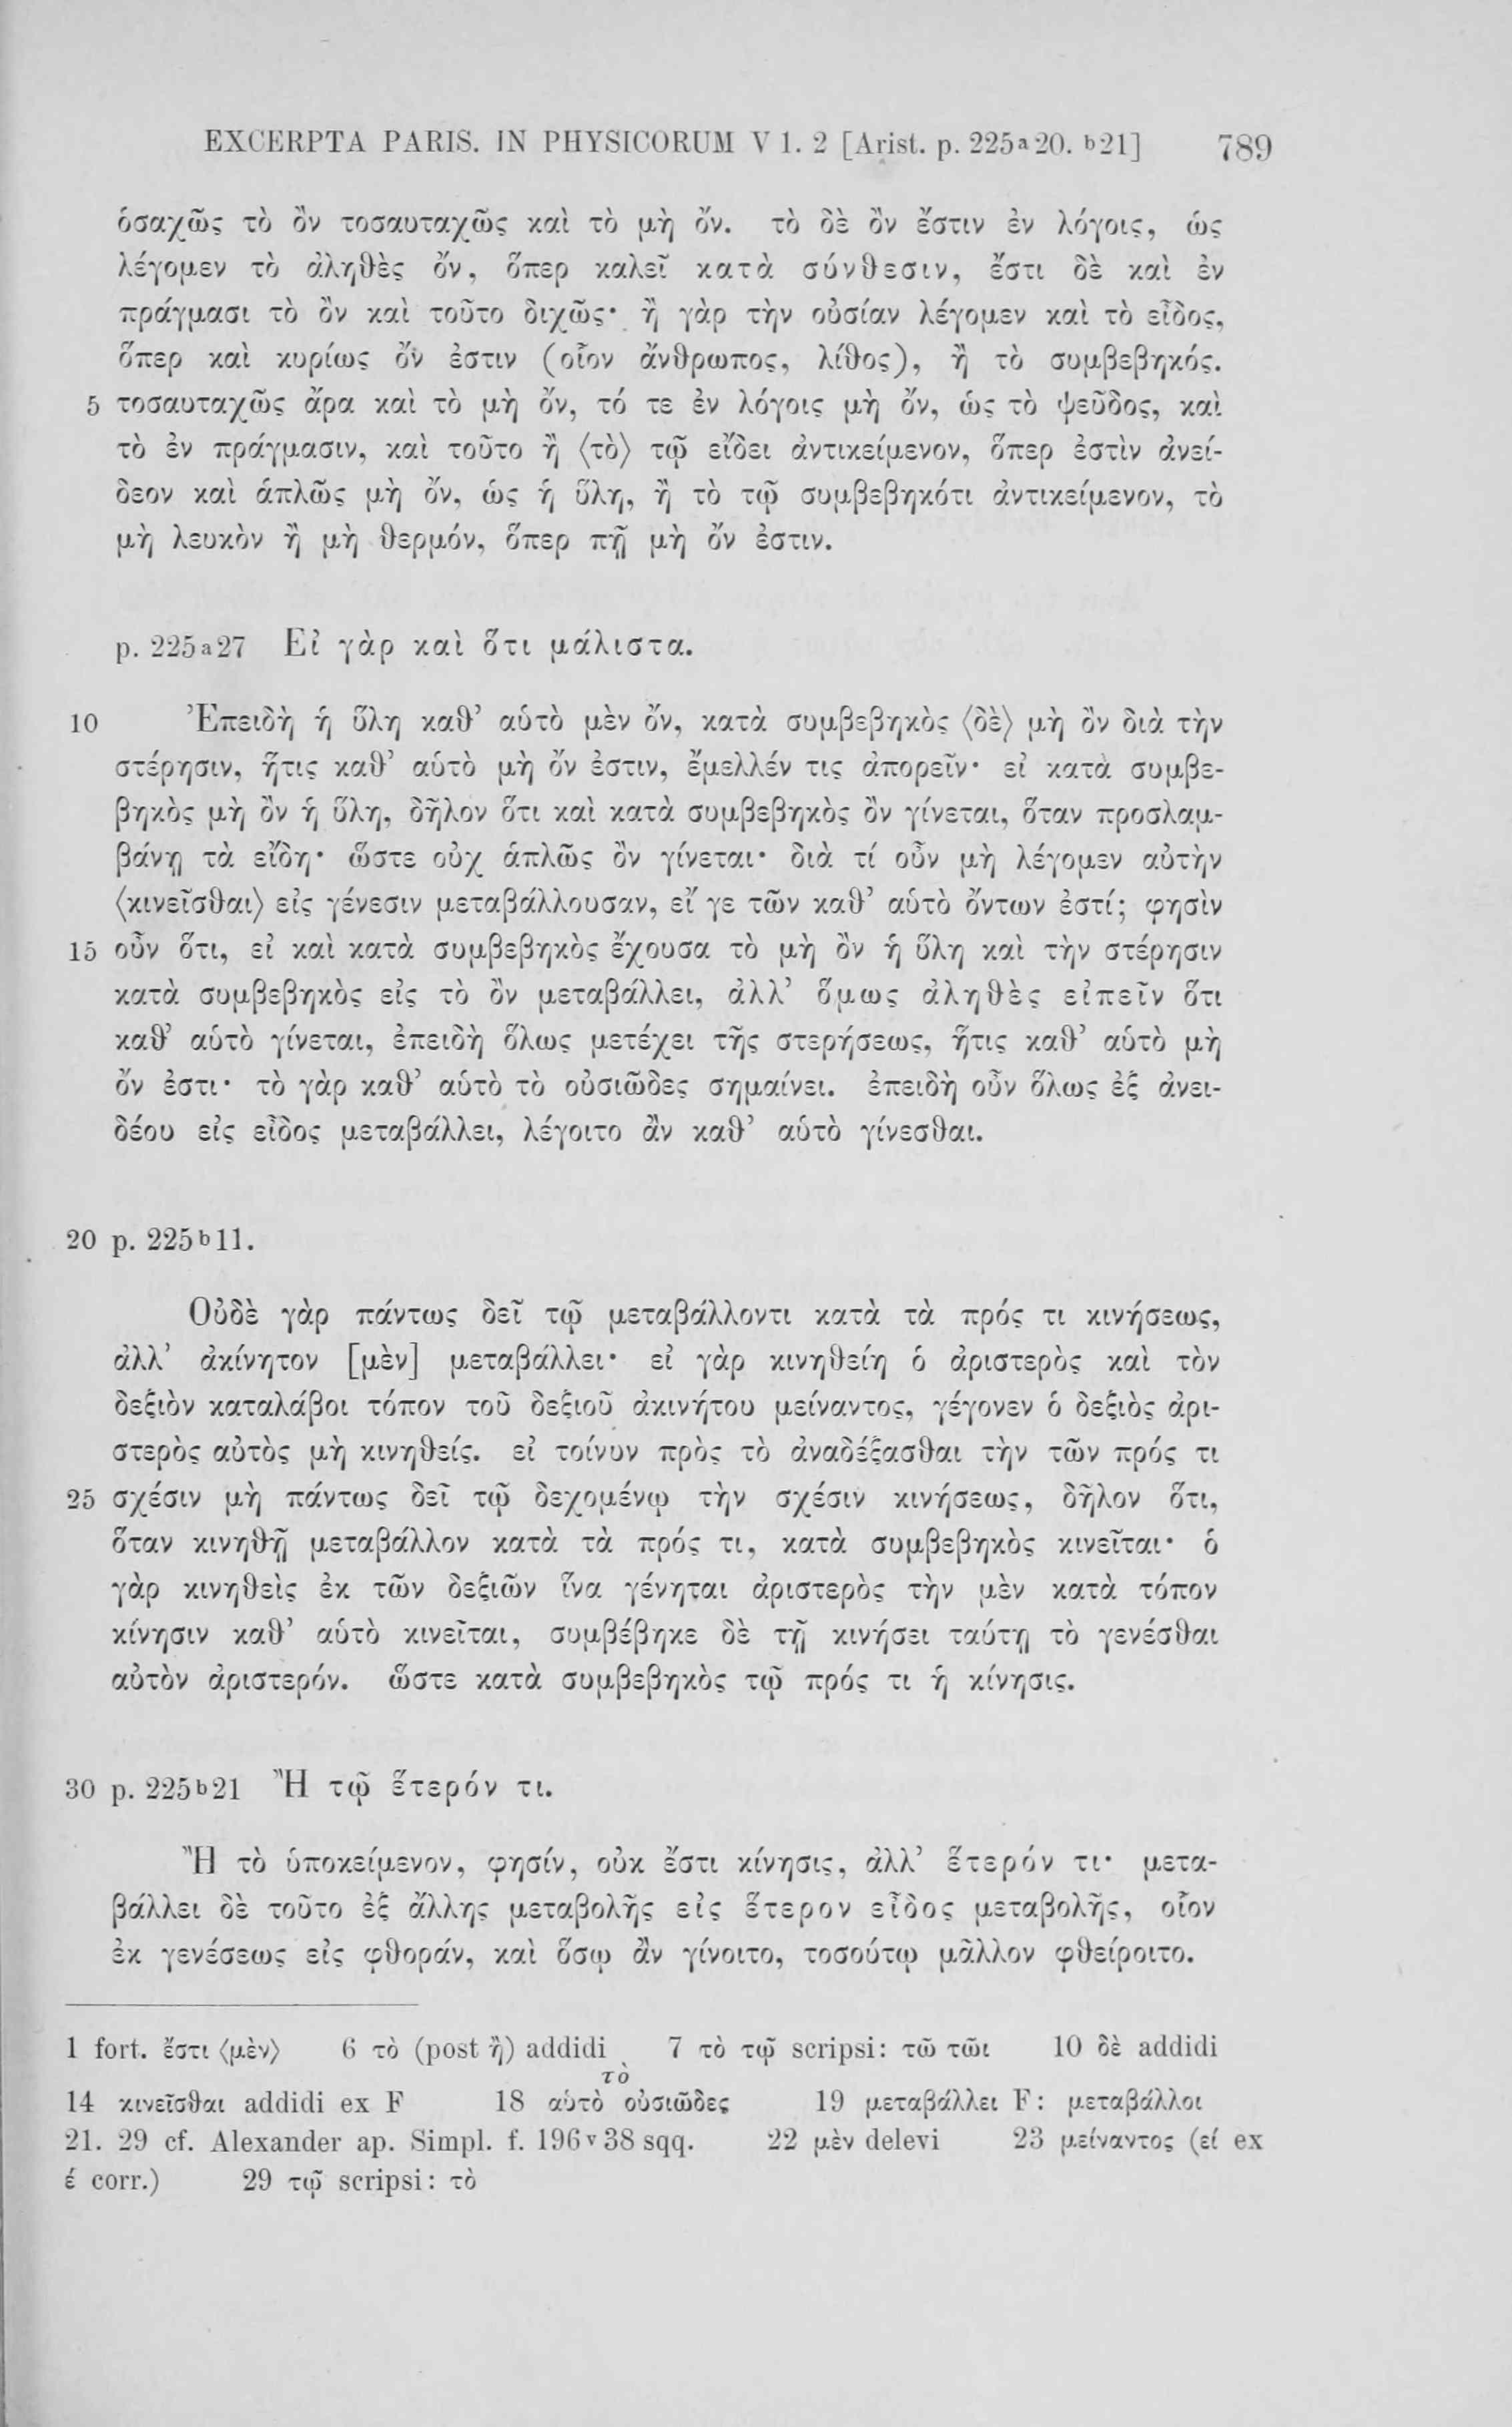 EXCERPTA PARIS. IN PHYSICORUM V 1. 2 [Arist. p. 225a20. b21] 789
ὁσαχῶς τὸ ὂν τοσαυταχῶς καὶ τὸ μὴ ὄν. τὸ δὲ ὂν ἔστιν ἐν λόγοις, ὡς
λέγομεν τὸ ἀληθὲς ὄν, ὅπερ καλεῖ κατὰ σύνθεσιν, ἔστι δὲ καὶ ἐν
πράγμασι τὸ ὂν καὶ τοῦτο διχῶς· ἢ γὰρ τὴν οὐσίαν λέγομεν καὶ τὸ εἶδος,
ὅπερ καὶ κυρίως ὄν ἐστιν (οἷον ἄνθρωπος, λίθος), ἢ τὸ συμβεβηκός.
5 τοσαυταχῶς ἄρα καὶ τὸ μὴ ὄν, τό τε ἐν λόγοις μὴ ὄν, ὡς τὸ ψεῦδος, καὶ
τὸ ἐν πράγμασιν, καὶ τοῦτο ἢ ⟨τὸ⟩ τῷ εἴδει ἀντικείμενον, ὅπερ ἐστὶν ἀνεί-
δεον καὶ ἁπλῶς μὴ ὄν, ὡς ἡ ὕλη, ἢ τὸ τῷ συμβεβηκότι ἀντικείμενον, τὸ
μὴ λευκὸν ἢ μὴ θερμόν, ὅπερ πῇ μὴ ὄν ἐστιν.
p. 225a27 Εἰ γὰρ καὶ ὅτι μάλιστα.
10 Ἐπειδὴ ἡ ὕλη καθ’ αὑτὸ μὲν ὄν, κατὰ συμβεβηκὸς ⟨δὲ⟩ μὴ ὂν διὰ τὴν
στέρησιν, ἥτις καθ’ αὑτὸ μὴ ὄν ἐστιν, ἔμελλέν τις ἀπορεῖν· εἰ κατὰ συμβε-
βηκὸς μὴ ὂν ἡ ὕλη, δῆλον ὅτι καὶ κατὰ συμβεβηκὸς ὂν γίνεται, ὅταν προσλαμ-
βάνῃ τὰ εἴδη· ὥστε οὐχ ἁπλῶς ὂν γίνεται· διὰ τί οὖν μὴ λέγομεν αὐτὴν
⟨κινεῖσθαι⟩ εἰς γένεσιν μεταβάλλουσαν, εἴ γε τῶν καθ’ αὑτὸ ὄντων ἐστί; φησὶν
15 οὖν ὅτι, εἰ καὶ κατὰ συμβεβηκὸς ἔχουσα τὸ μὴ ὂν ἡ ὕλη καὶ τὴν στέρησιν
κατὰ συμβεβηκὸς εἰς τὸ ὂν μεταβάλλει, ἀλλ’ ὅμως ἀληθὲς εἰπεῖν ὅτι
καθ’ αὑτὸ γίνεται, ἐπειδὴ ὅλως μετέχει τῆς στερήσεως, ἥτις καθ’ αὑτὸ μὴ
ὄν ἐστι· τὸ γὰρ καθ’ αὑτὸ τὸ οὐσιῶδες σημαίνει. ἐπειδὴ οὖν ὅλως ἐξ ἀνει-
δέου εἰς εἶδος μεταβάλλει, λέγοιτο ἂν καθ’ αὑτὸ γίνεσθαι.
20 p. 225b11.
Οὐδὲ γὰρ πάντως δεῖ τῷ μεταβάλλοντι κατὰ τὰ πρός τι κινήσεως,
ἀλλ’ ἀκίνητον [μὲν] μεταβάλλει· εἰ γὰρ κινηθείη ὁ ἀριστερὸς καὶ τὸν
δεξιὸν καταλάβοι τόπον τοῦ δεξιοῦ ἀκινήτου μείναντος, γέγονεν ὁ δεξιὸς ἀρι-
στερὸς αὐτὸς μὴ κινηθείς. εἰ τοίνυν πρὸς τὸ ἀναδέξασθαι τὴν τῶν πρός τι
25 σχέσιν μὴ πάντως δεῖ τῷ δεχομένῳ τὴν σχέσιν κινήσεως, δῆλον ὅτι,
ὅταν κινηθῇ μεταβάλλον κατὰ τὰ πρός τι, κατὰ συμβεβηκὸς κινεῖται· ὁ
γὰρ κινηθεὶς ἐκ τῶν δεξιῶν ἵνα γένηται ἀριστερὸς τὴν μὲν κατὰ τόπον
κίνησιν καθ’ αὑτὸ κινεῖται, συμβέβηκε δὲ τῇ κινήσει ταύτῃ τὸ γενέσθαι
αὐτὸν ἀριστερόν. ὥστε κατὰ συμβεβηκὸς τῷ πρός τι ἡ κίνησις.
30 p. 225b21 Ἢ τῷ ἕτερόν τι.
Ἢ τὸ ὑποκείμενον, φησίν, οὐκ ἔστι κίνησις, ἀλλ’ ἕτερόν τι· μετα-
βάλλει δὲ τοῦτο ἐξ ἄλλης μεταβολῆς εἰς ἕτερον εἶδος μεταβολῆς, οἷον
ἐκ γενέσεως εἰς φθοράν, καὶ ὅσῳ ἂν γίνοιτο, τοσούτῳ μᾶλλον φθείροιτο.
1 fort. ἔστι ⟨μὲν⟩ 6 τὸ (post ἢ) addidi 7 τὸ τῷ scripsi: τῶ τῶι 10 δὲ addidi
τὸ
14 κινεῖσθαι addidi ex F 18 αὑτὸ οὐσιῶδες 19 μεταβάλλει F: μεταβάλλοι
21. 29 cf. Alexander ap. Simpl. f. 196v38 sqq. 22 μὲν delevi 23 μείναντος (εί ex
έ corr.) 29 τῷ scripsi: τὸ